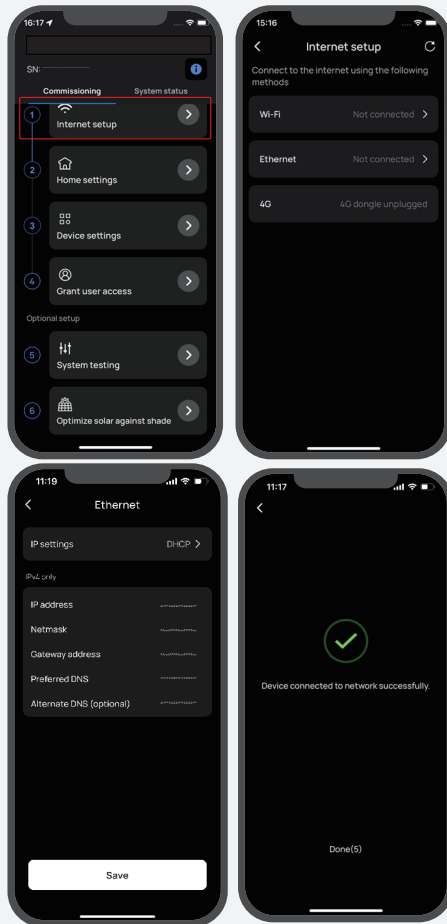 16:17
SN:
Commissioning
System status
1
Internet setup
2
Home settings
3
Device settings
4
Grant user access
Optional setup
5
System testing
6
Optimize solar against shade
15:16
Internet setup
Connect to the internet using the following
methods
Wi-Fi
Not connected
Ethernet
Not connected
4G
4G dongle unplugged
11:19
Ethernet
IP settings
DHCP
IPv4 only
IP address
Netmask
Gateway address
Preferred DNS
Alternate DNS (optional)
Save
11:17
Device connected to network successfully.
Done(5)